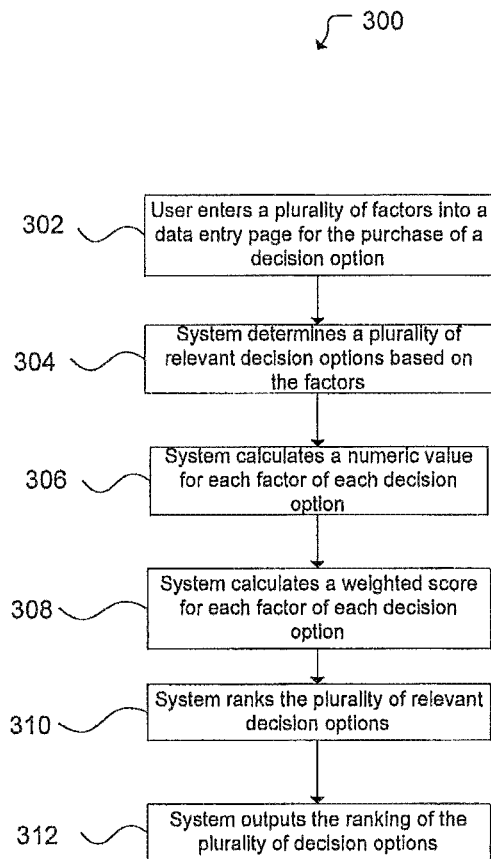 300
302
User enters a plurality of factors into a
data entry page for the purchase of a
decision option
304
System determines a plurality of
relevant decision options based on
the factors
306
System calculates a numeric value
for each factor of each decision
option
308
System calculates a weighted score
for each factor of each decision
option
310
System ranks the plurality of relevant
decision options
312
System outputs the ranking of the
plurality of decision options